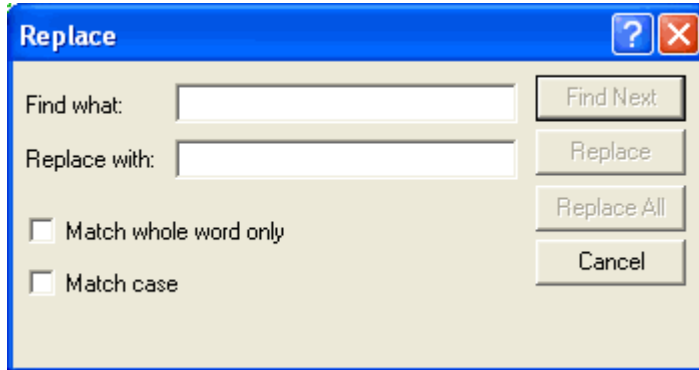 Replace
Find what:
Find Next
Replace with:
Replace
Replace All
Match whole word only
Cancel
Match case